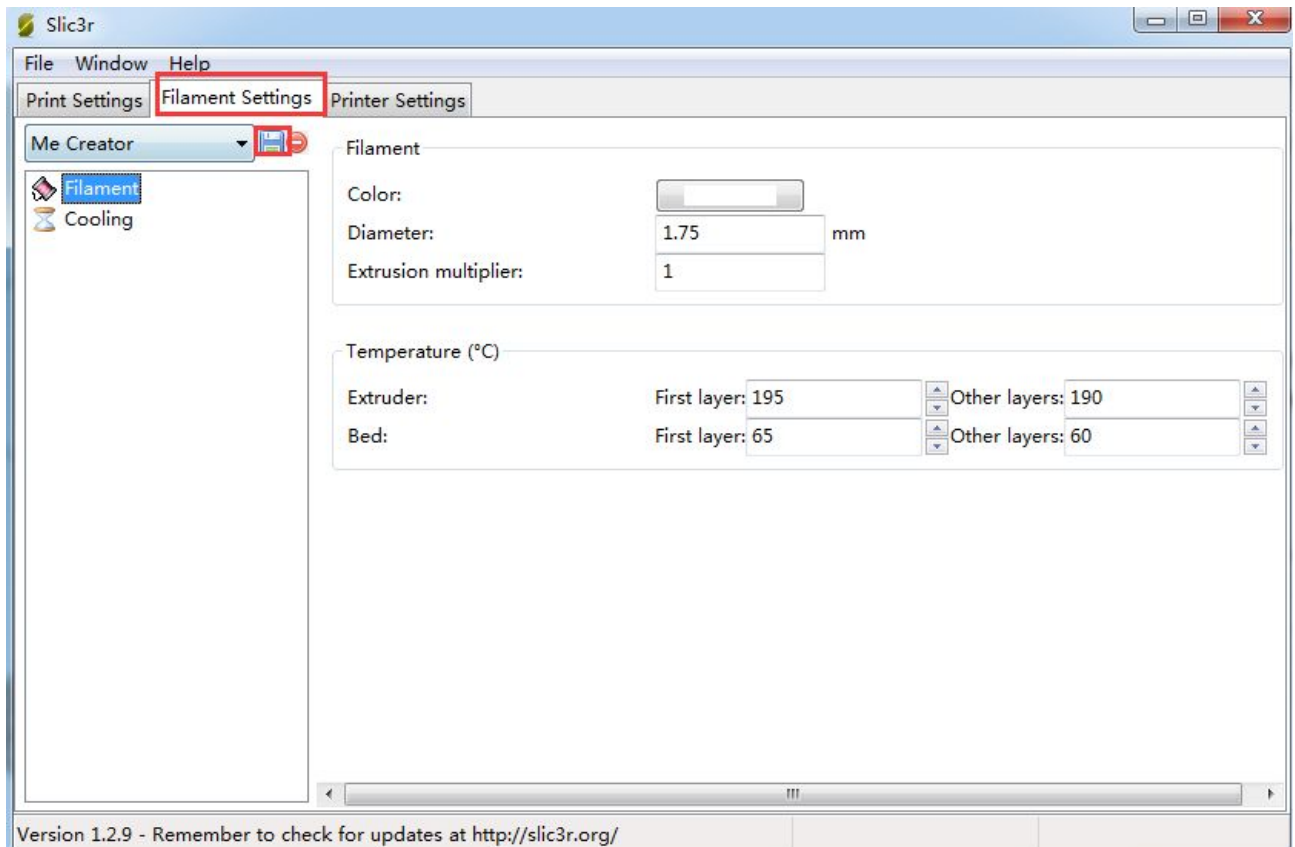 Slic3r
File Window Help
Print Settings Filament Settings Printer Settings
Me Creator
Filament
Cooling
Filament
Color:
Diameter: 1.75 mm
Extrusion multiplier: 1
Temperature (°C)
Extruder: First layer: 195 Other layers: 190
Bed: First layer: 65 Other layers: 60
Version 1.2.9 - Remember to check for updates at http://slic3r.org/